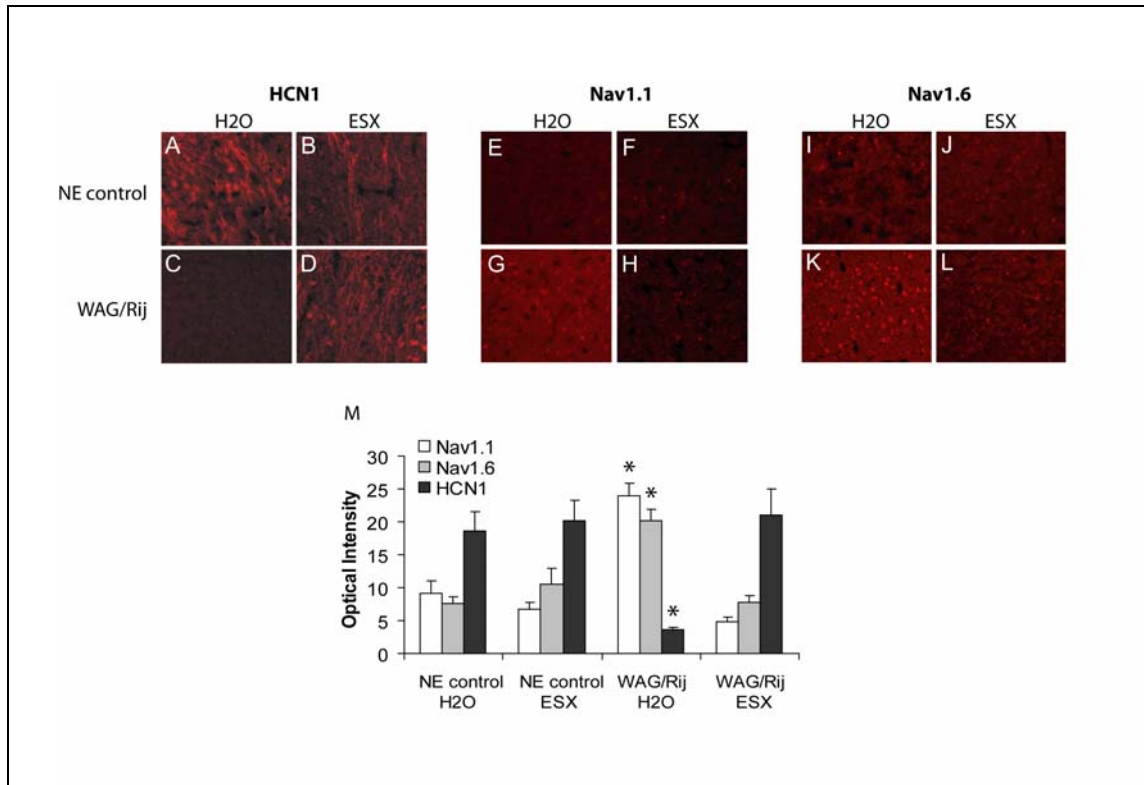 HCN1 Nav1.1 Nav1.6
H2O ESX H2O ESX H2O ESX
NE control A B E F I J
WAG/Rij C D G H K L
M
Nav1.1
Nav1.6
HCN1
Optical Intensity
30
25
20
15
10
5
0
* * *
NE control NE control WAG/Rij WAG/Rij
H2O ESX H2O ESX